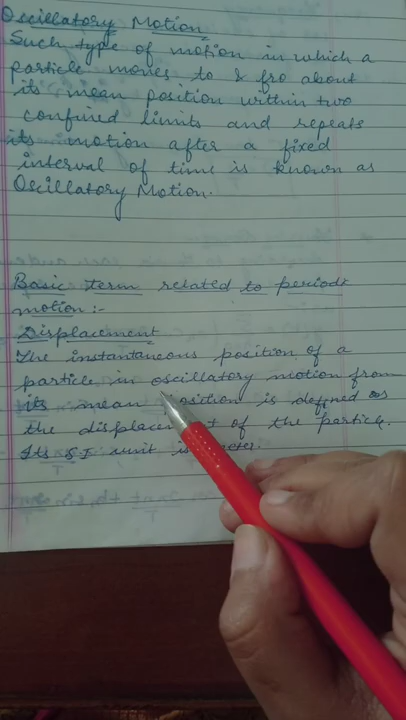 Oscillatory Motion
Such type of motion in which a
particle moves to & fro about
its mean position within two
confined limits and repeats
its motion after a fixed
interval of time is known as
Oscillatory Motion.
Basic term related to periodic
motion :-
Displacement
The instantaneous position of a
particle in oscillatory motion from
its mean position is defined as
the displacement of the particle.
Its S.I unit is meter.